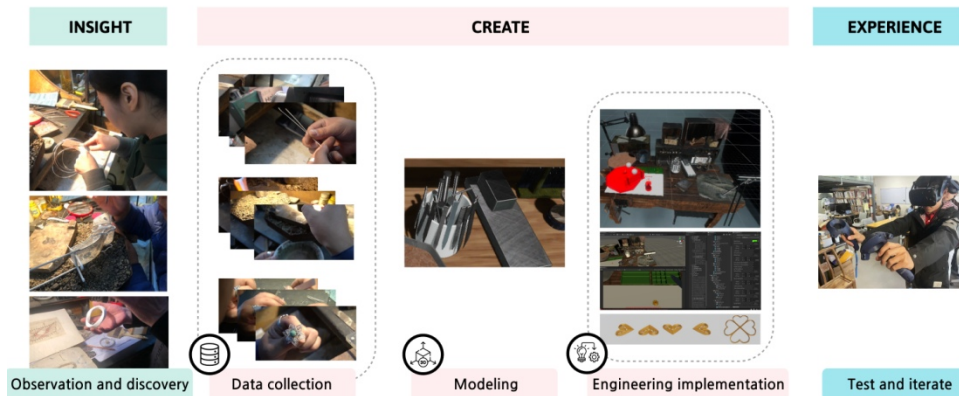 INSIGHT
CREATE
EXPERIENCE
Observation and discovery
Data collection
Modeling
Engineering implementation
Test and iterate